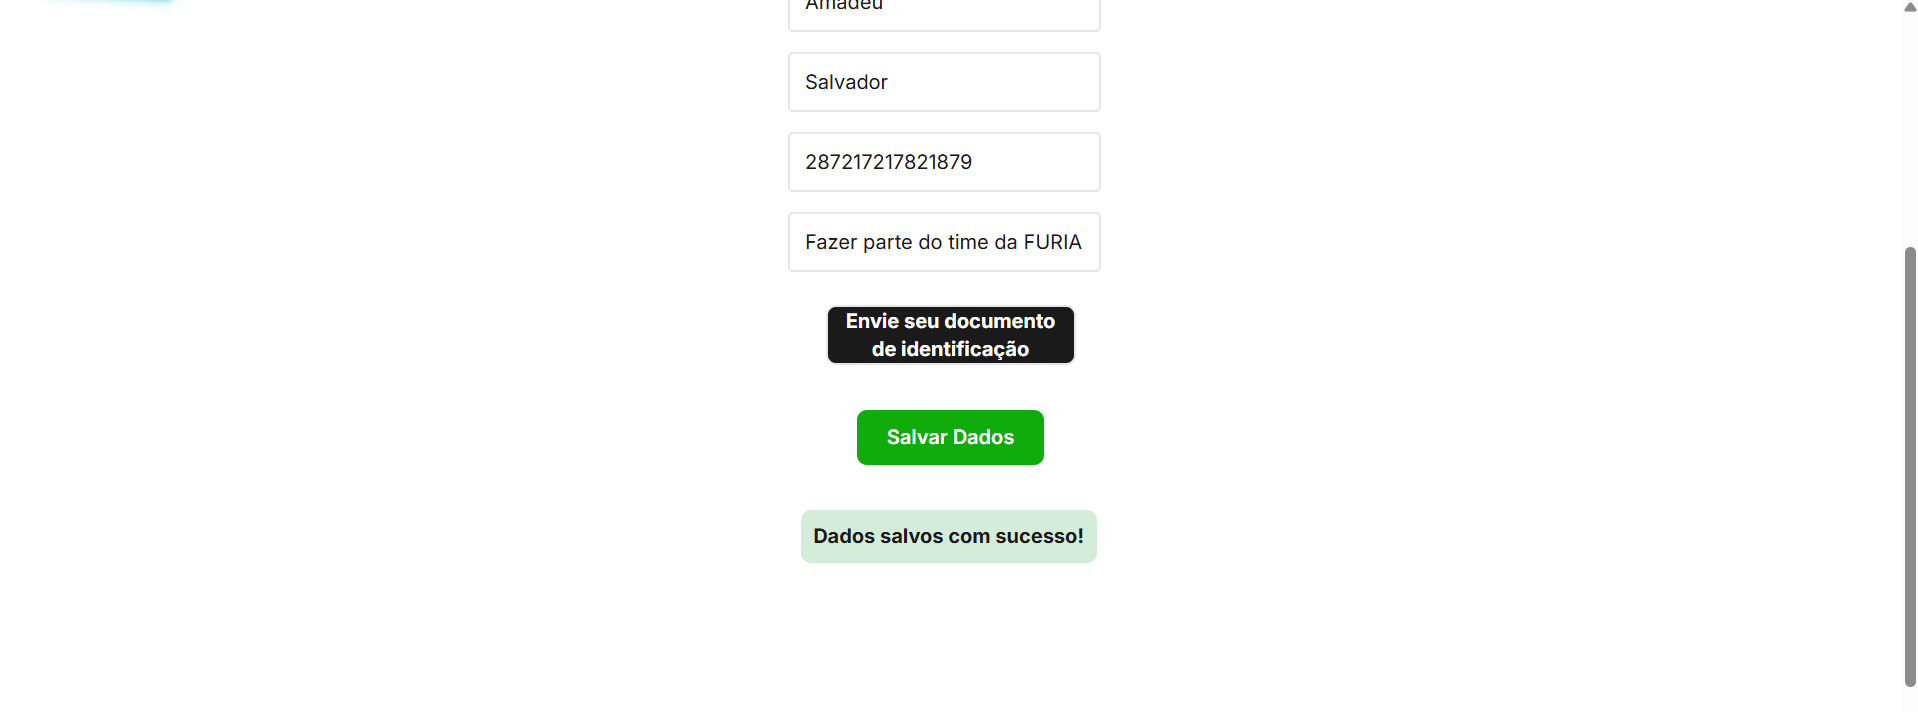 Amadeu
Salvador
287217217821879
Fazer parte do time da FURIA
Envie seu documento
de identificação
Salvar Dados
Dados salvos com sucesso!